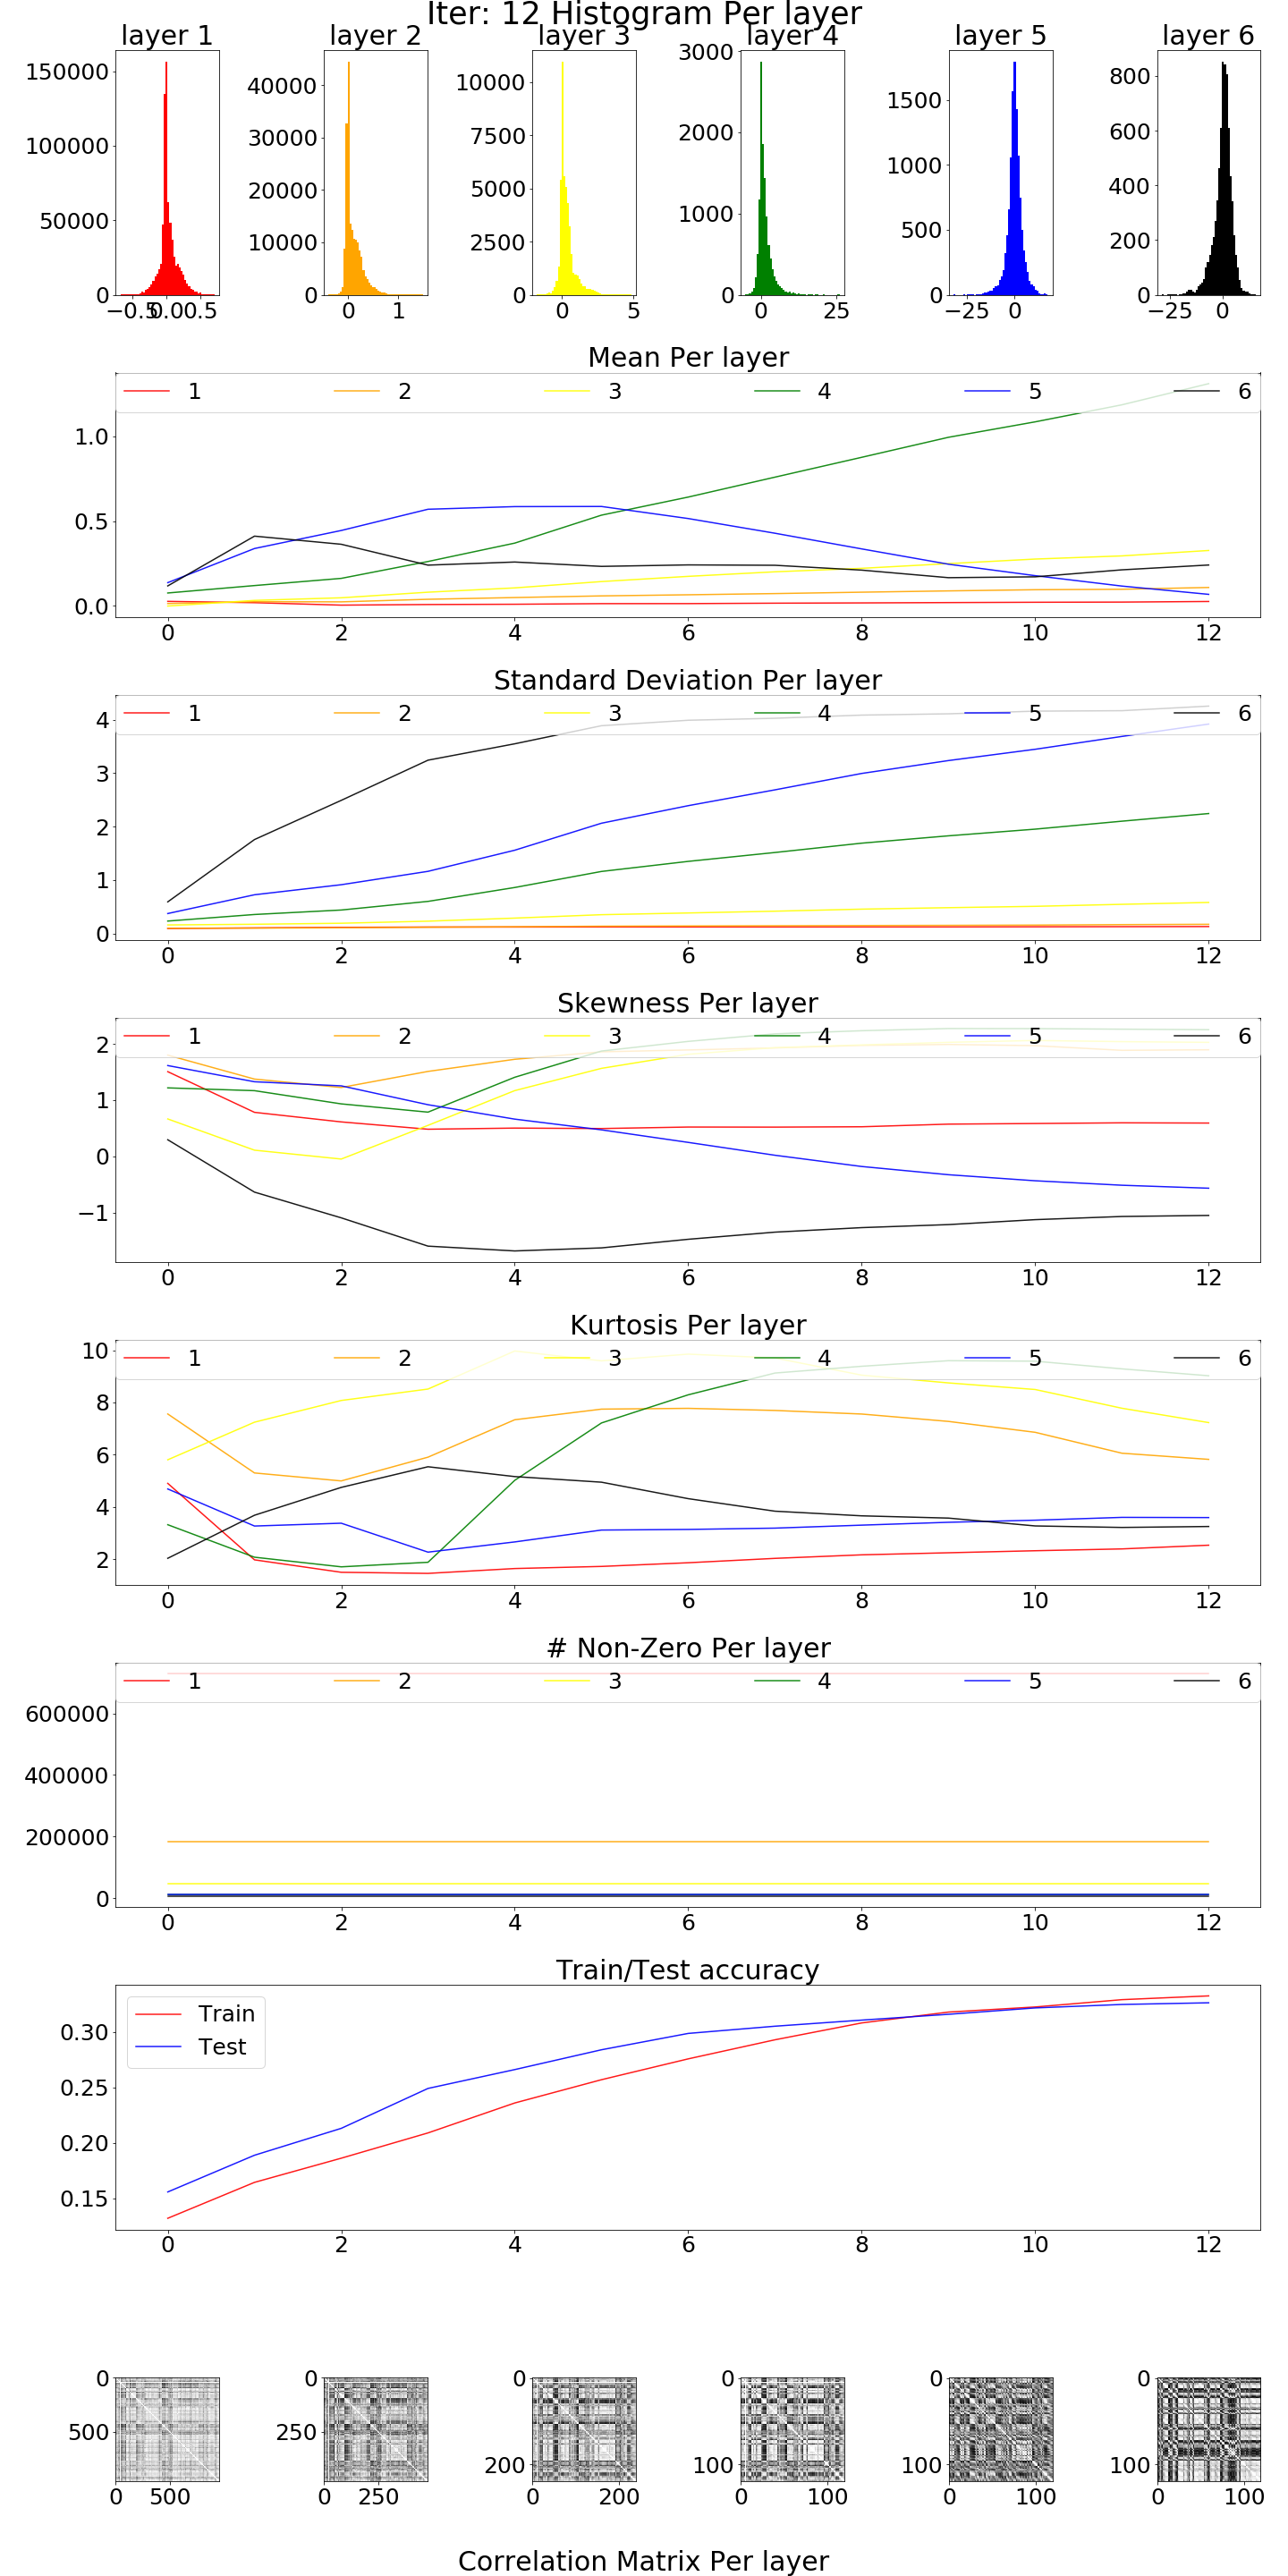 Iter: 12 Histogram Per layer
layer 1 layer 2 layer 3 layer 4 layer 5 layer 6
150000 100000 50000 0
−0.5 0.0 0.5
40000 30000 20000 10000 0
0 1
10000 7500 5000 2500 0
0 5
3000 2000 1000 0
0 25
1500 1000 500 0
−25 0
800 600 400 200 0
−25 0
Mean Per layer
1 2 3 4 5 6
1.0
0.5
0.0
0 2 4 6 8 10 12
Standard Deviation Per layer
1 2 3 4 5 6
4
3
2
1
0
0 2 4 6 8 10 12
Skewness Per layer
1 2 3 4 5 6
2
1
0
−1
0 2 4 6 8 10 12
Kurtosis Per layer
1 2 3 4 5 6
10
8
6
4
2
0 2 4 6 8 10 12
# Non-Zero Per layer
1 2 3 4 5 6
600000
400000
200000
0
0 2 4 6 8 10 12
Train/Test accuracy
Train
Test
0.30
0.25
0.20
0.15
0 2 4 6 8 10 12
0 500
0 500
0 250
0 250
0 200
0 200
0 100
0 100
0 100
0 100
0 100
0 100
Correlation Matrix Per layer